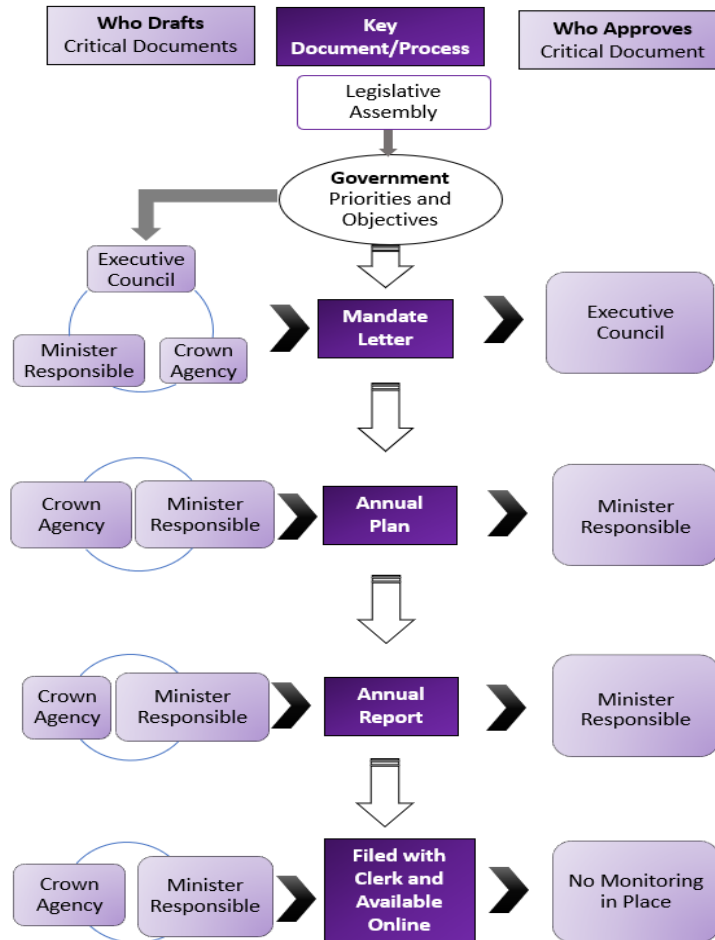 Who Drafts
Critical Documents
Key
Document/Process
Who Approves
Critical Document
Legislative
Assembly
Government
Priorities and
Objectives
Executive
Council
Minister
Responsible
Crown
Agency
Mandate
Letter
Executive
Council
Crown
Agency
Minister
Responsible
Annual
Plan
Minister
Responsible
Crown
Agency
Minister
Responsible
Annual
Report
Minister
Responsible
Crown
Agency
Minister
Responsible
Filed with
Clerk and
Available
Online
No Monitoring
in Place